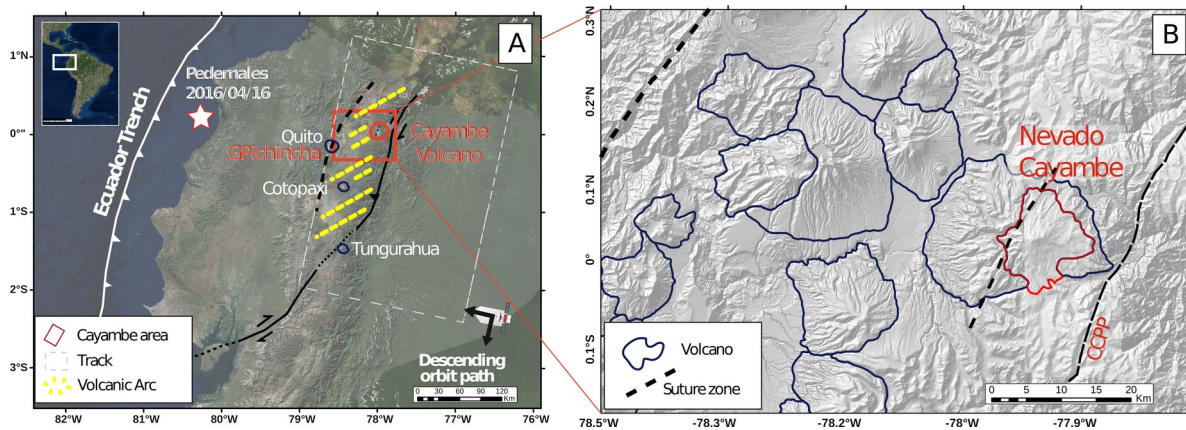 A
1°N
0°"
1°S
2°S
3°S
82°W
81°W
80°W
79°W
78°W
77°W
76°W
Ecuador Trench
Pedernales
2016/04/16
Quito
GPichincha
Cayambe
Volcano
Cotopaxi
Tungurahua
Cayambe area
Track
Volcanic Arc
Descending
orbit path
0 15 30 60 90 120
Km
B
0.3°N
0.2°N
0.1°N
0°
0.1°S
-78.5°W
-78.3°W
-78.2°W
-78°W
-77.9°W
Nevado
Cayambe
CCPP
Volcano
Suture zone
0 5 10 15 20
Km